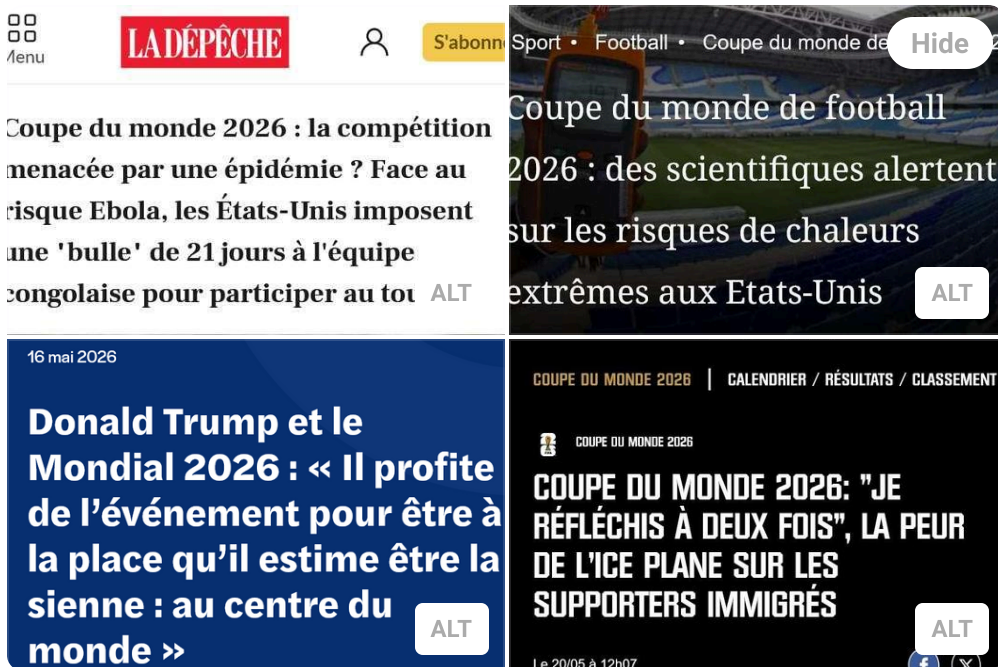 Menu
LA DÉPÊCHE
S'abonn
Coupe du monde 2026 : la compétition
menacée par une épidémie ? Face au
risque Ebola, les États-Unis imposent
une 'bulle' de 21 jours à l'équipe
congolaise pour participer au tou
ALT
Sport • Football • Coupe du monde de
Hide
Coupe du monde de football
2026 : des scientifiques alertent
sur les risques de chaleurs
extrêmes aux Etats-Unis
ALT
16 mai 2026
Donald Trump et le
Mondial 2026 : « Il profite
de l’événement pour être à
la place qu’il estime être la
sienne : au centre du
monde »
ALT
COUPE DU MONDE 2026 | CALENDRIER / RÉSULTATS / CLASSEMENT
COUPE DU MONDE 2026
COUPE DU MONDE 2026: "JE
RÉFLÉCHIS À DEUX FOIS", LA PEUR
DE L'ICE PLANE SUR LES
SUPPORTERS IMMIGRÉS
Le 20/05 à 12h07
ALT